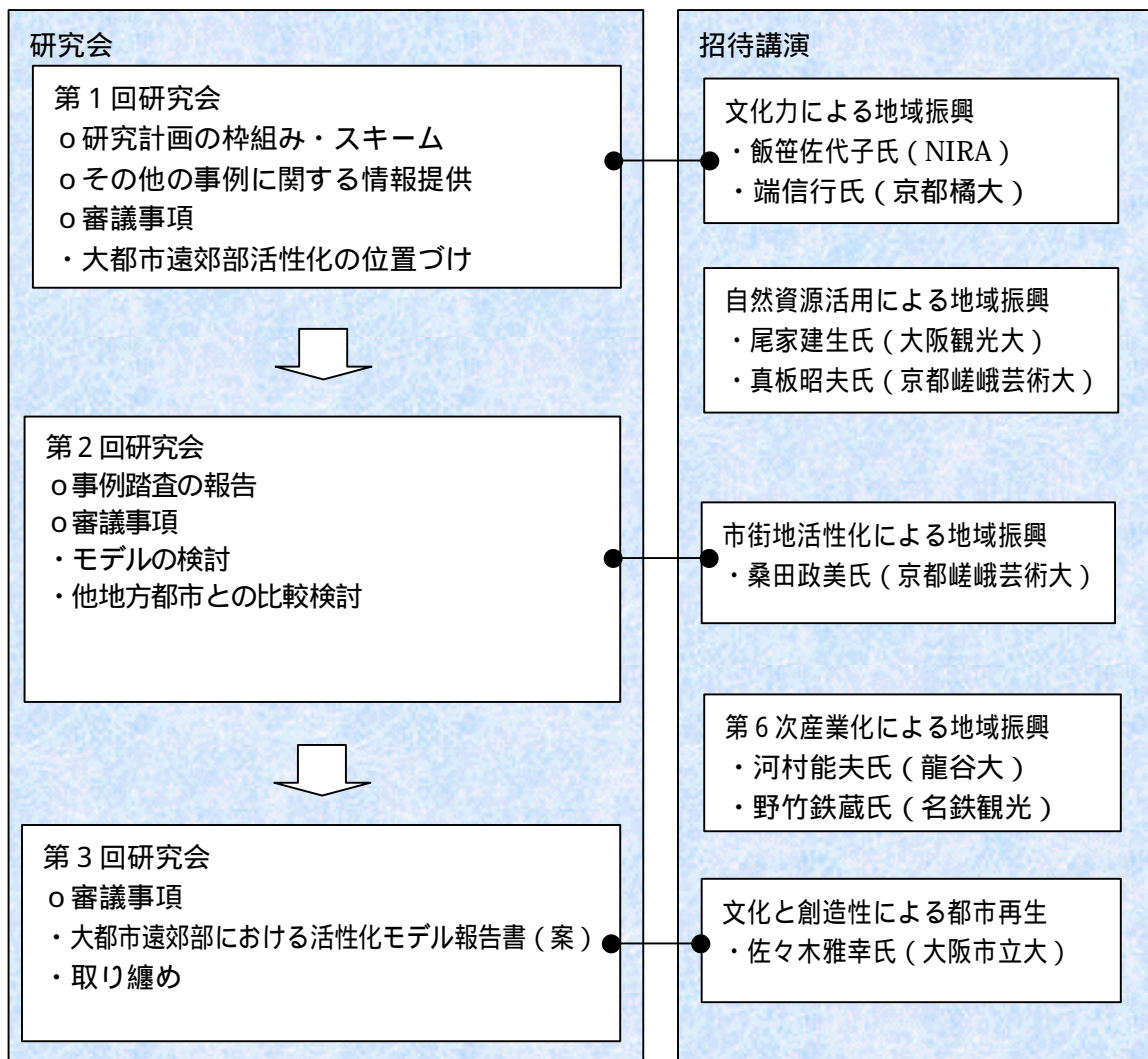 研究会
第1回研究会
o研究計画の枠組み・スキーム
oその他の事例に関する情報提供
o審議事項
・大都市遠郊部活性化の位置づけ
第2回研究会
o事例踏査の報告
o審議事項
・モデルの検討
・他地方都市との比較検討
第3回研究会
o審議事項
・大都市遠郊部における活性化モデル報告書(案)
・取り纏め
招待講演
文化力による地域振興
・飯笹佐代子氏(NIRA)
・端信行氏(京都橘大)
自然資源活用による地域振興
・尾家建生氏(大阪観光大)
・真板昭夫氏(京都嵯峨芸術大)
市街地活性化による地域振興
・桑田政美氏(京都嵯峨芸術大)
第6次産業化による地域振興
・河村能夫氏(龍谷大)
・野竹鉄蔵氏(名鉄観光)
文化と創造性による都市再生
・佐々木雅幸氏(大阪市立大)